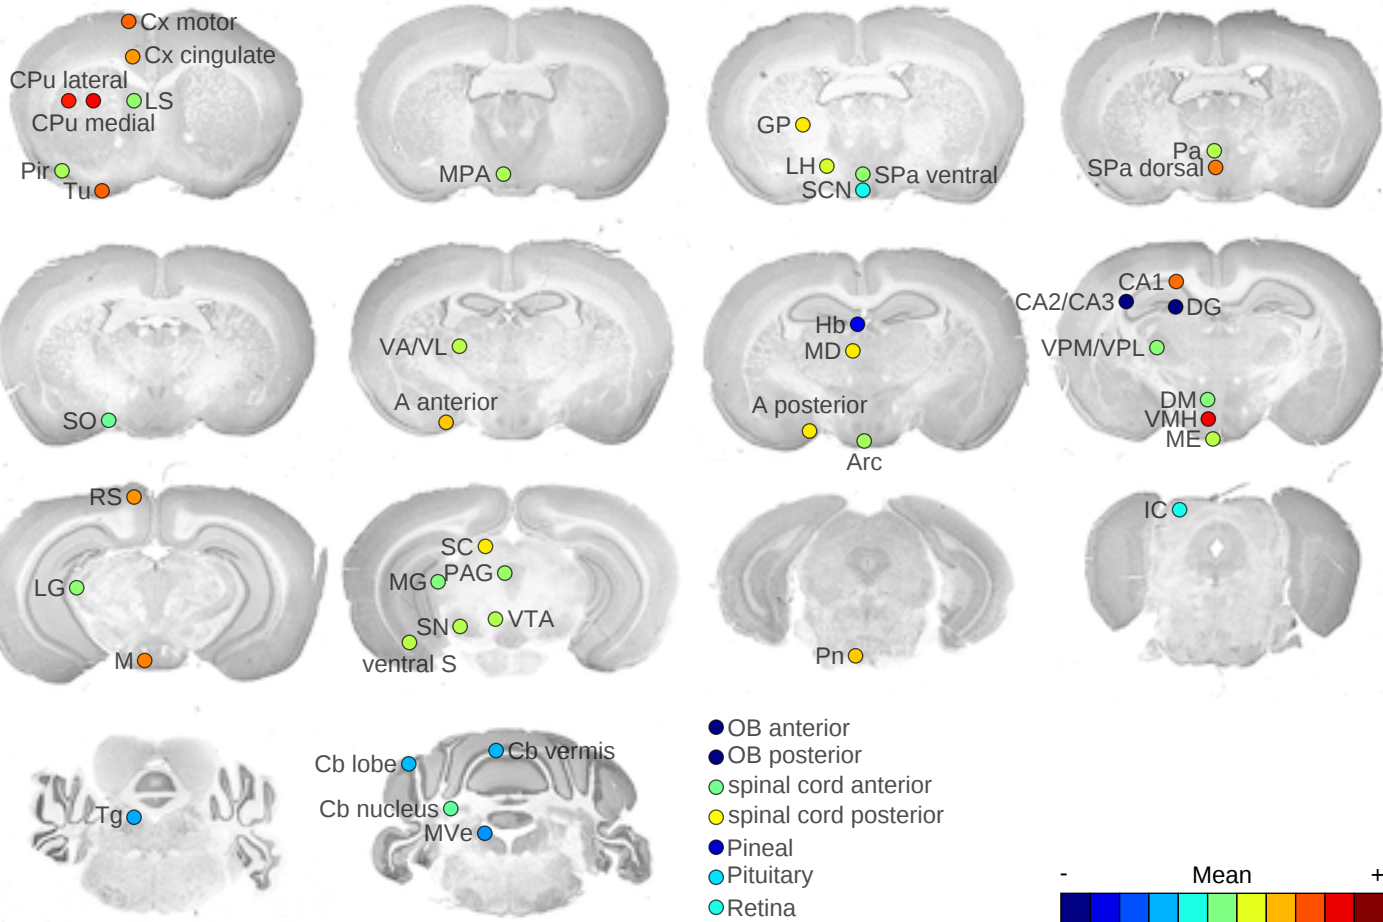 Cx motor
Cx cingulate
CPu lateral
LS
CPu medial
Pir
Tu
MPA
GP
LH
SPa ventral
SCN
Pa
SPa dorsal
SO
VA/VL
A anterior
Hb
MD
A posterior
Arc
CA1
CA2/CA3
DG
VPM/VPL
DM
VMH
ME
RS
LG
M
SC
PAG
MG
VTA
SN
ventral S
Pn
IC
Tg
Cb vermis
Cb lobe
Cb nucleus
MVe
OB anterior
OB posterior
spinal cord anterior
spinal cord posterior
Pineal
Pituitary
Retina
- Mean +